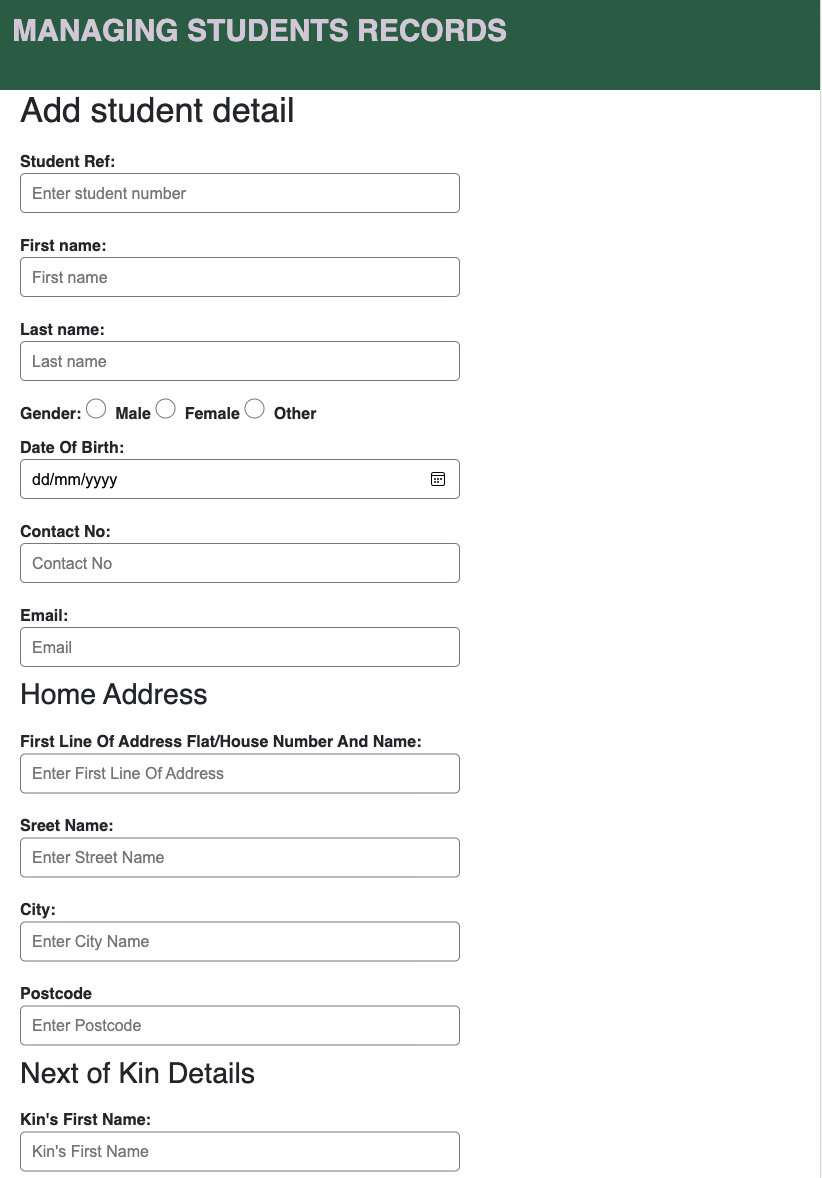 MANAGING STUDENTS RECORDS
Add student detail
Student Ref:
Enter student number
First name:
First name
Last name:
Last name
Gender: Male Female Other
Date Of Birth:
dd/mm/yyyy
Contact No:
Contact No
Email:
Email
Home Address
First Line Of Address Flat/House Number And Name:
Enter First Line Of Address
Sreet Name:
Enter Street Name
City:
Enter City Name
Postcode
Enter Postcode
Next of Kin Details
Kin's First Name:
Kin's First Name